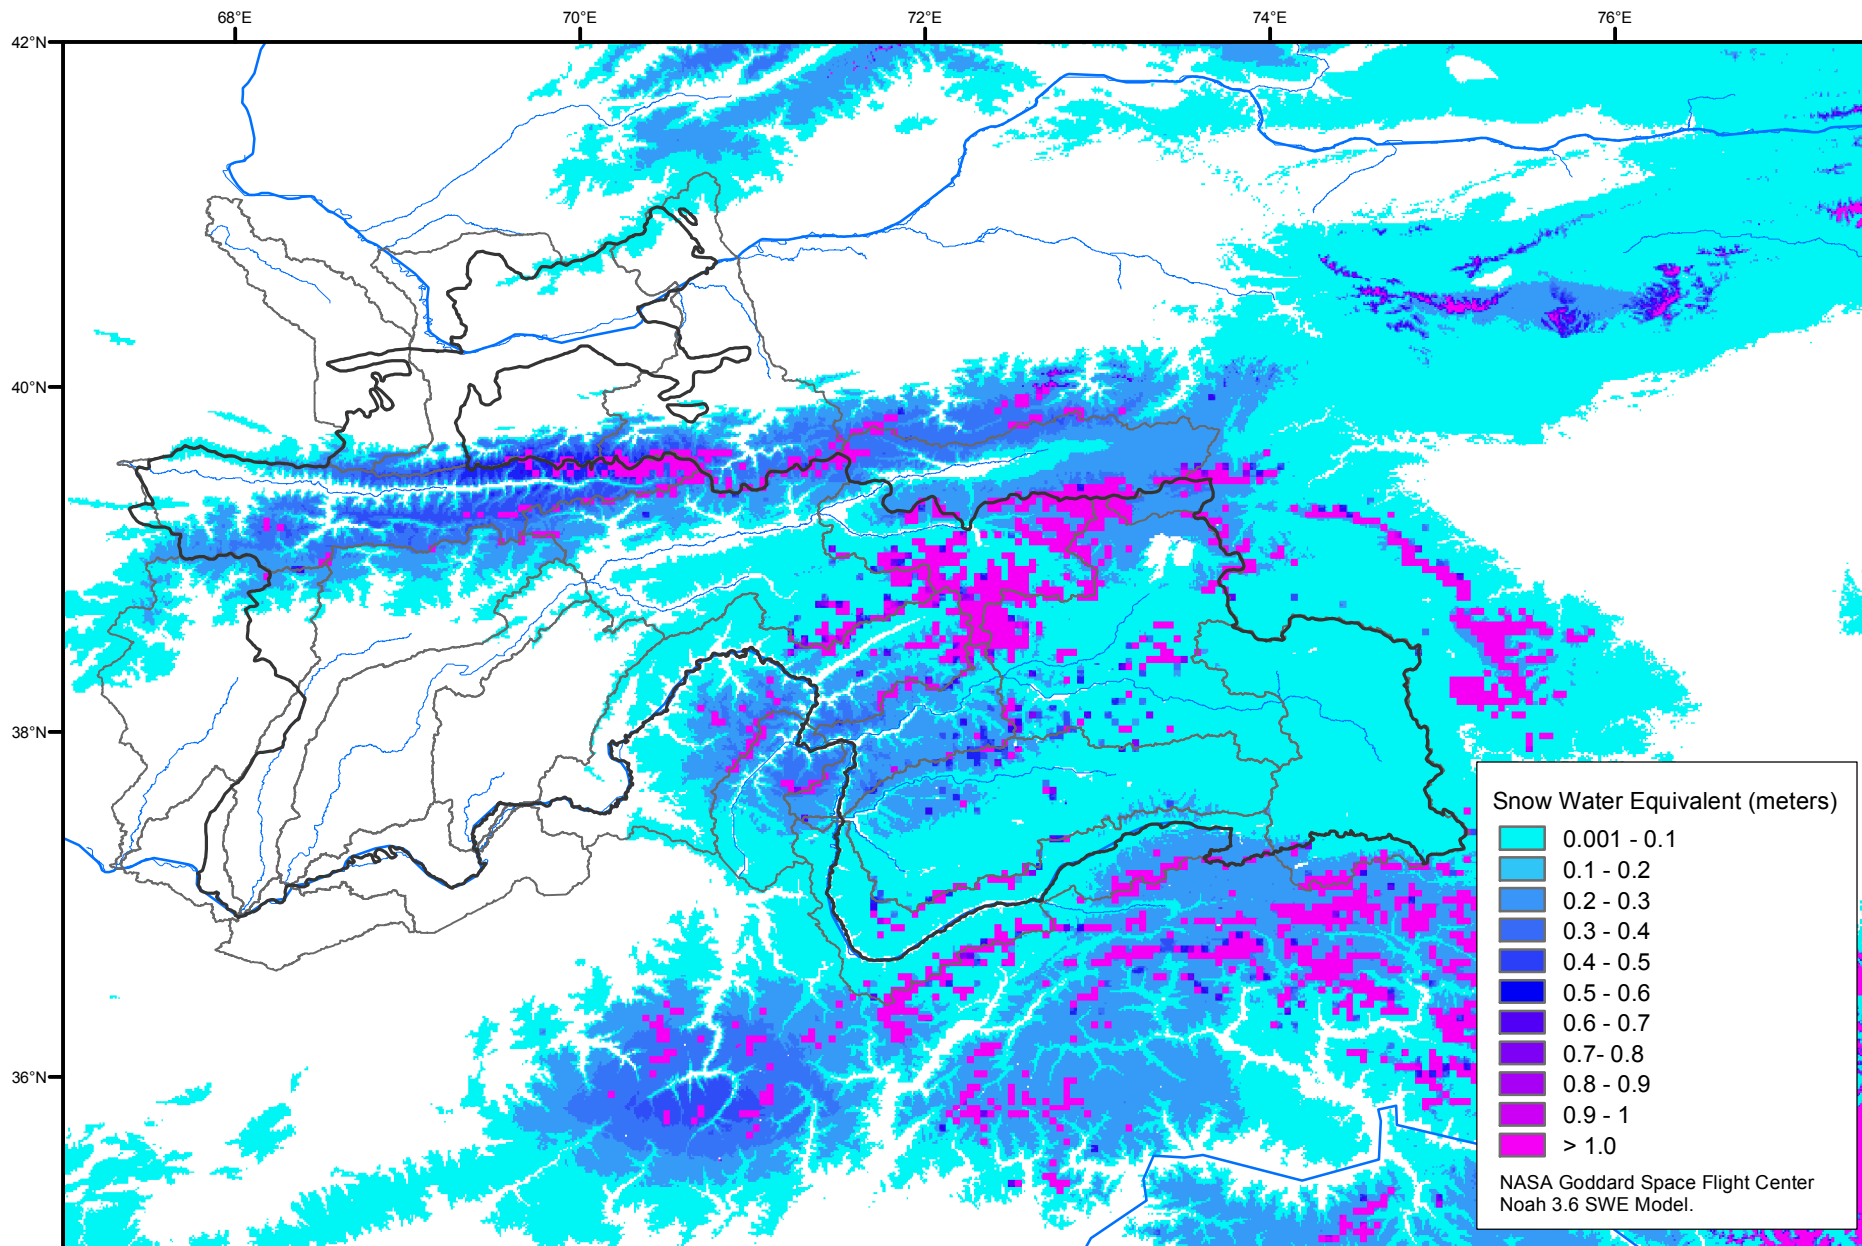 68°E
70°E
72°E
74°E
76°E
42°N
40°N
38°N
36°N
Snow Water Equivalent (meters)
0.001 - 0.1
0.1 - 0.2
0.2 - 0.3
0.3 - 0.4
0.4 - 0.5
0.5 - 0.6
0.6 - 0.7
0.7- 0.8
0.8 - 0.9
0.9 - 1
> 1.0
NASA Goddard Space Flight Center
Noah 3.6 SWE Model.